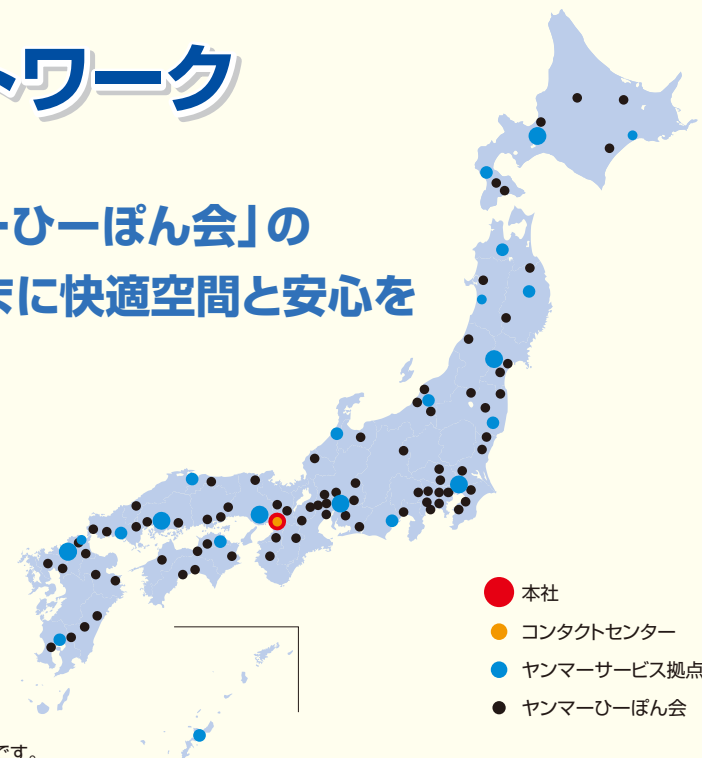 トワーク
ーひーぽん会」の
まに快適空間と安心を
本社
コンタクトセンター
ヤンマーサービス拠点
ヤンマーひーぽん会
です。